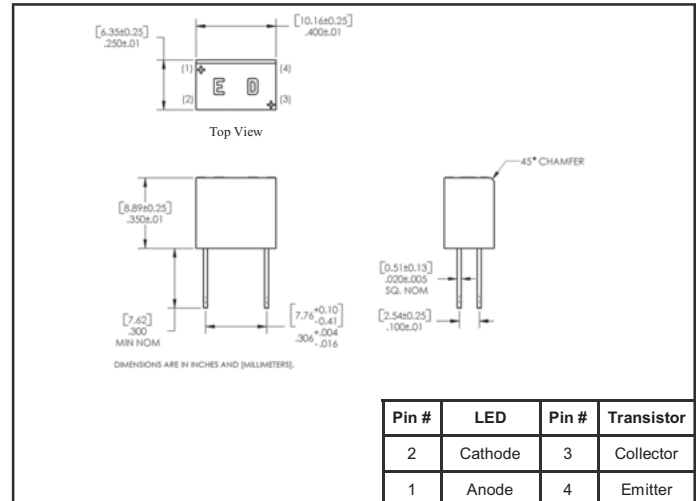 [10.16±0.25]
.400±.01
[6.35±0.25]
.250±.01
(1) (4)
E D
(2) (3)
Top View
45° CHAMFER
[8.89±0.25]
.350±.01
[0.51±0.13]
.020±.005
SQ. NOM
[7.62]
.300
MIN NOM
[7.76 +0.10 -0.41]
.306 +.004 -.016
[2.54±0.25]
.100±.01
DIMENSIONS ARE IN INCHES AND [MILLIMETERS].
Pin # LED Pin # Transistor
2 Cathode 3 Collector
1 Anode 4 Emitter